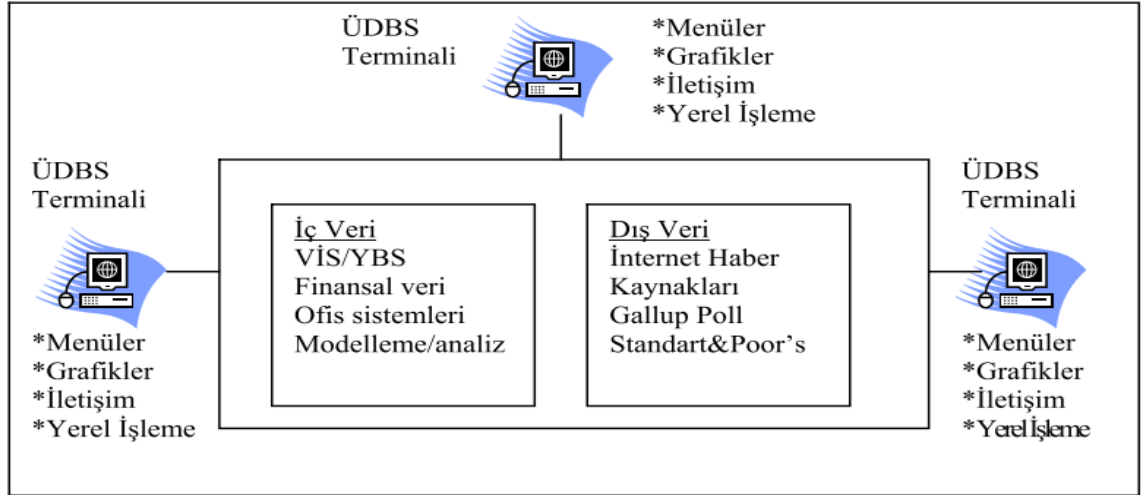 ÜDBS
Terminali
*Menüler
*Grafikler
*İletişim
*Yerel İşleme
ÜDBS
Terminali
*Menüler
*Grafikler
*İletişim
*Yerel İşleme
İç Veri
VİS/YBS
Finansal veri
Ofis sistemleri
Modelleme/analiz
Dış Veri
İnternet Haber
Kaynakları
Gallup Poll
Standart&Poor's
ÜDBS
Terminali
*Menüler
*Grafikler
*İletişim
*Yerel İşleme